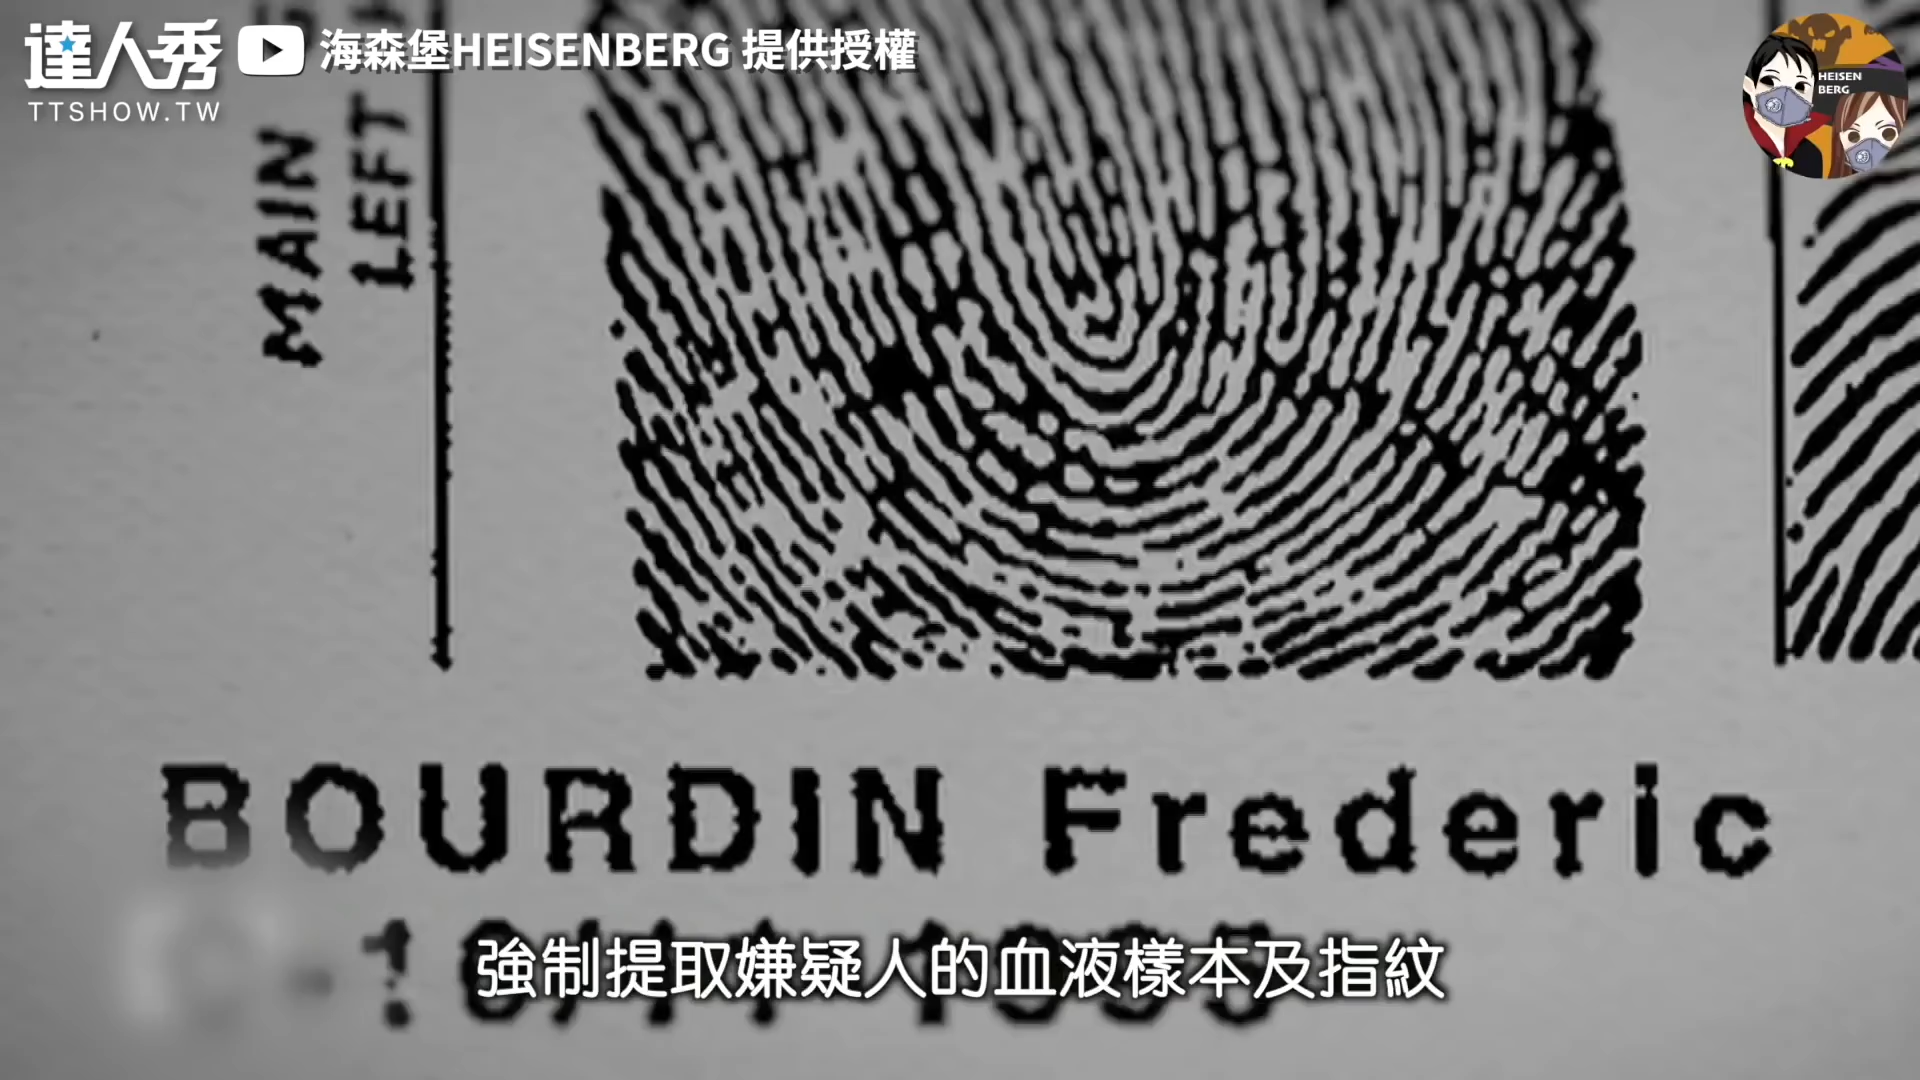 達人秀
TTSHOW.TW
海森堡HEISENBERG 提供授權
HEISEN
BERG
MAIN
LEFT
BOURDIN Frederic
強制提取嫌疑人的血液樣本及指紋